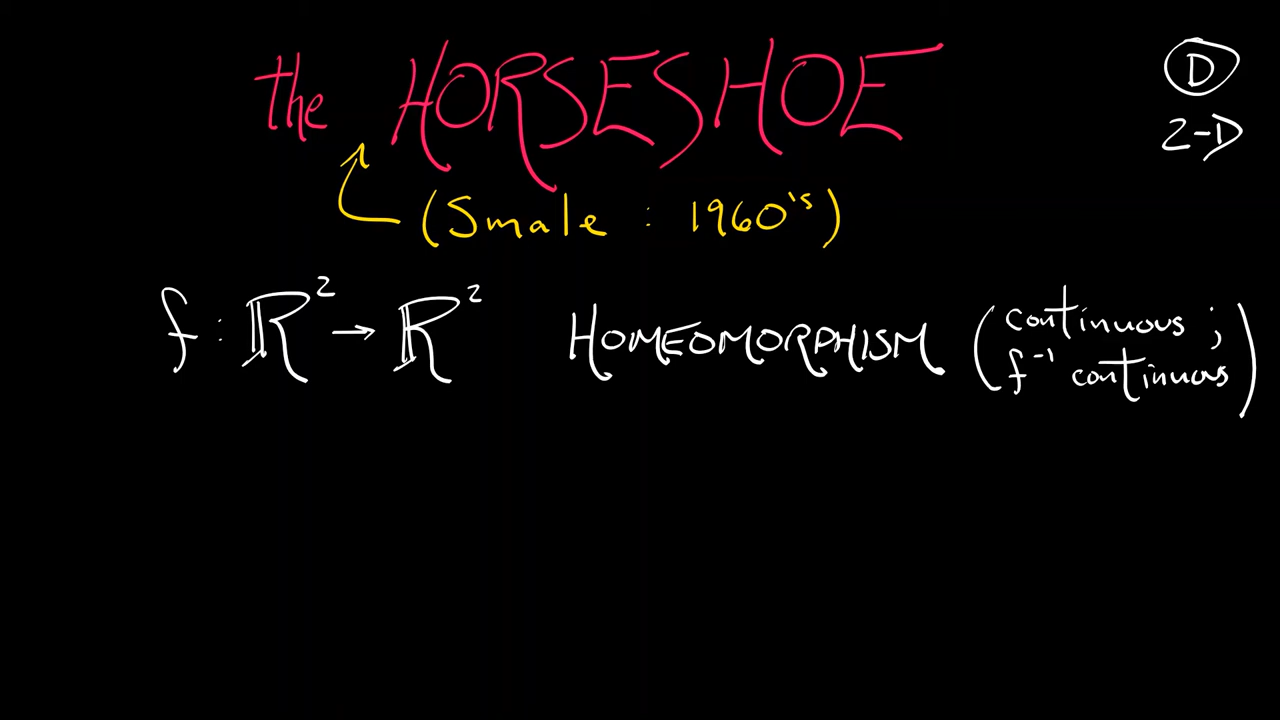 the HORSESHOE
D
2-D
(Smale : 1960's)
f : ℝ² → ℝ² HOMEOMORPHISM (continuous ;
f⁻¹ continuous)